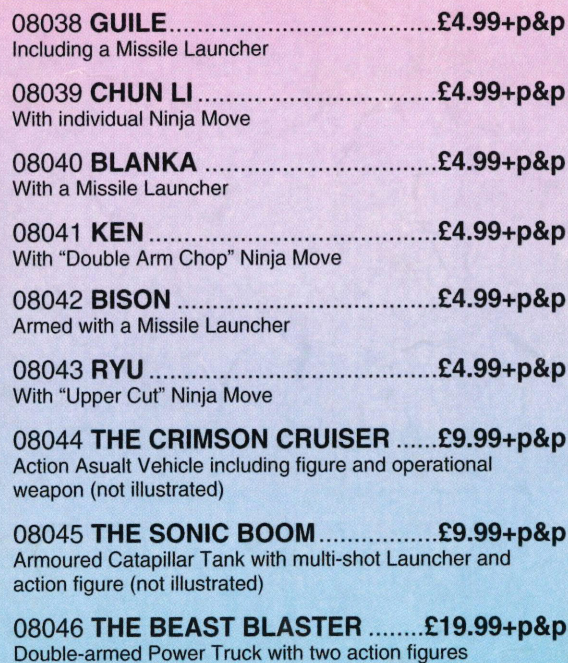 08038 GUILE..................................£4.99+p&p
Including a Missile Launcher
08039 CHUN LI..............................£4.99+p&p
With individual Ninja Move
08040 BLANKA .............................£4.99+p&p
With a Missile Launcher
08041 KEN....................................£4.99+p&p
With “Double Arm Chop” Ninja Move
08042 BISON.................................£4.99+p&p
Armed with a Missile Launcher
08043 RYU....................................£4.99+p&p
With “Upper Cut” Ninja Move
08044 THE CRIMSON CRUISER ......£9.99+p&p
Action Asualt Vehicle including figure and operational
weapon (not illustrated)
08045 THE SONIC BOOM................£9.99+p&p
Armoured Catapillar Tank with multi-shot Launcher and
action figure (not illustrated)
08046 THE BEAST BLASTER ........£19.99+p&p
Double-armed Power Truck with two action figures